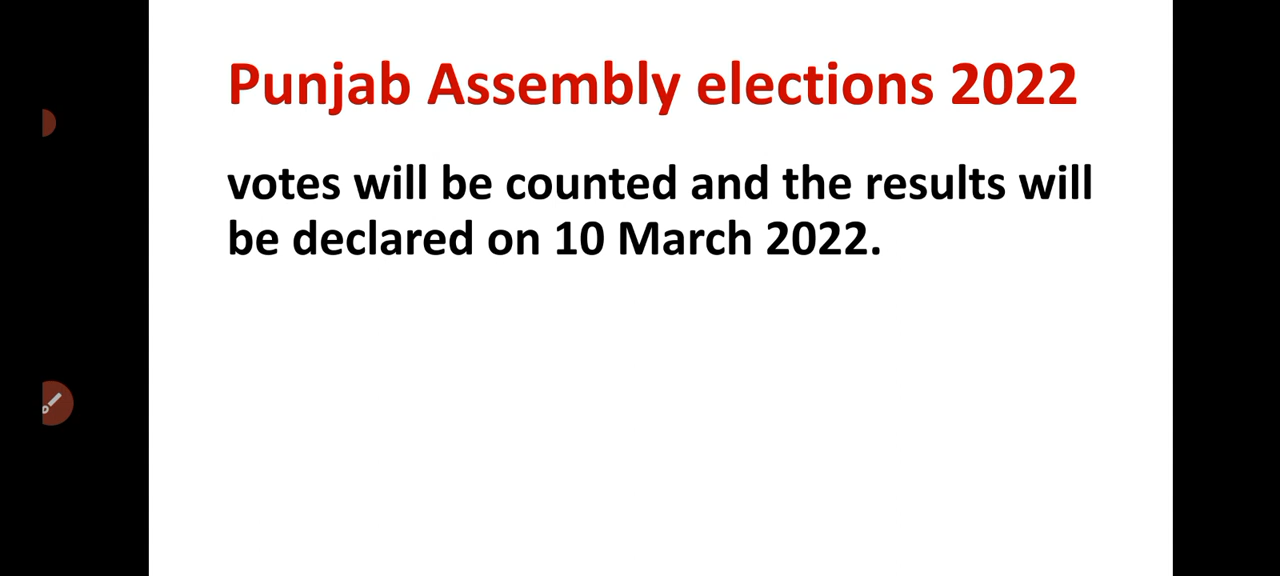 Punjab Assembly elections 2022
votes will be counted and the results will
be declared on 10 March 2022.